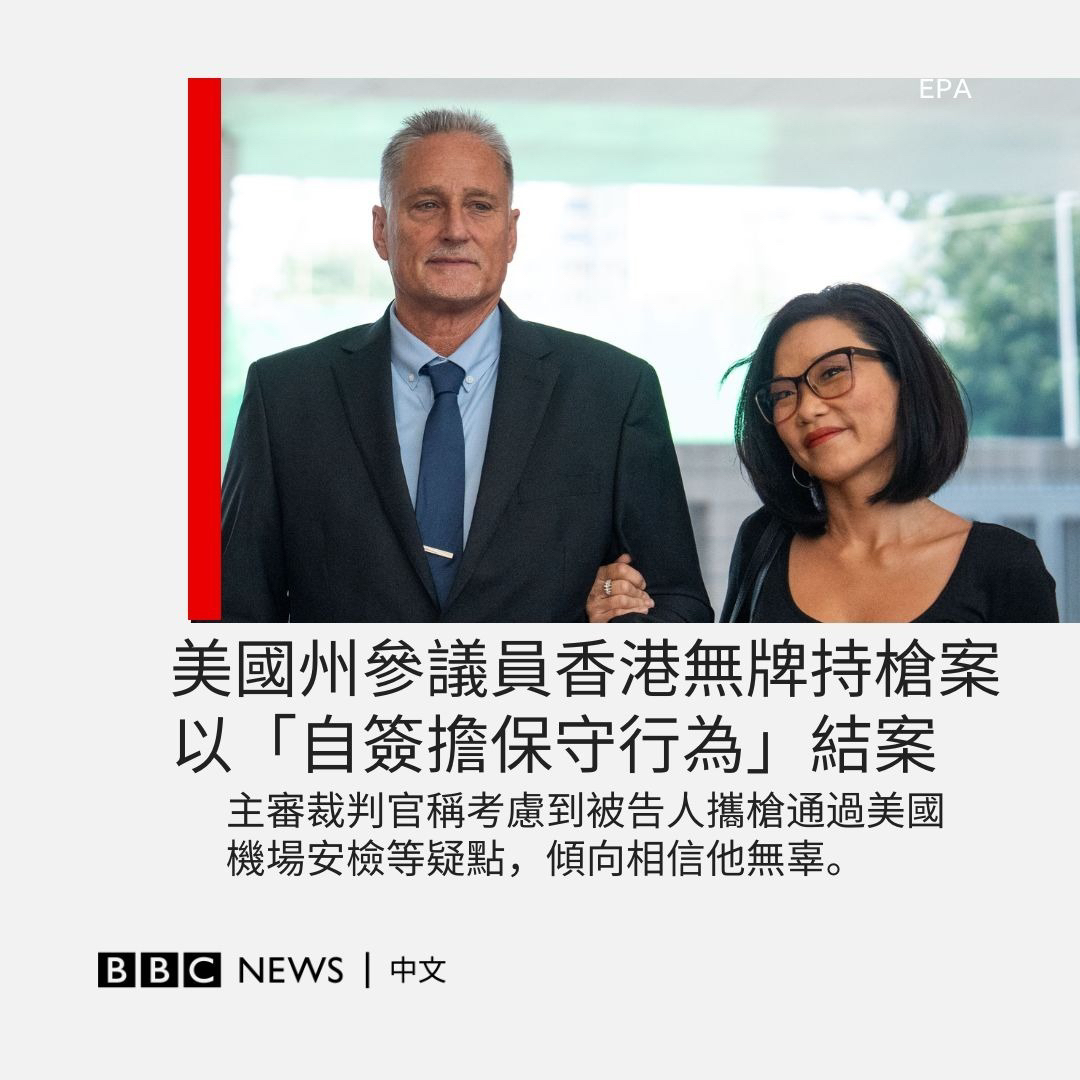 EPA
美國州參議員香港無牌持槍案
以「自簽擔保守行為」結案
主審裁判官稱考慮到被告人攜槍通過美國
機場安檢等疑點，傾向相信他無辜。
BBC NEWS | 中文